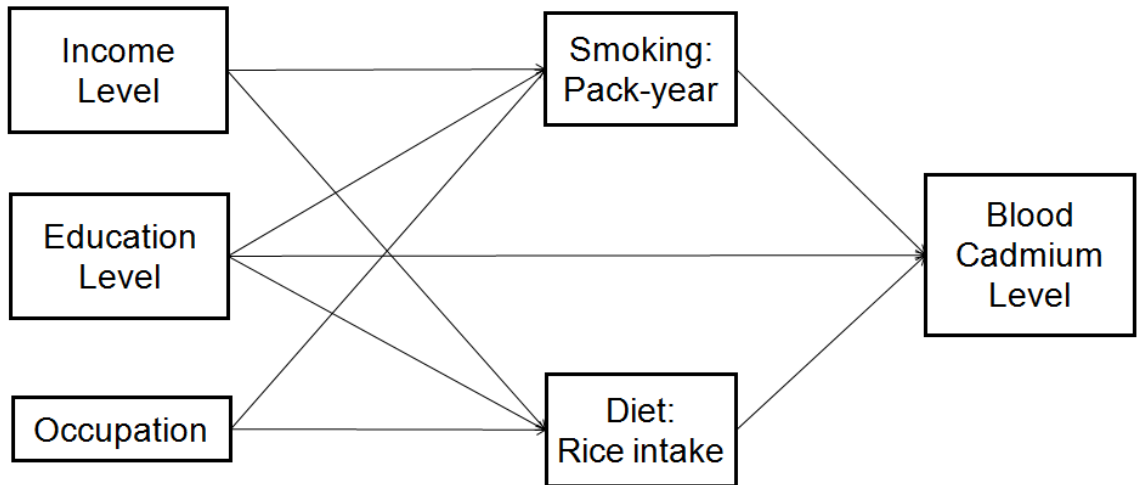 Income
Level
Smoking:
Pack-year
Education
Level
Blood
Cadmium
Level
Occupation
Diet:
Rice intake